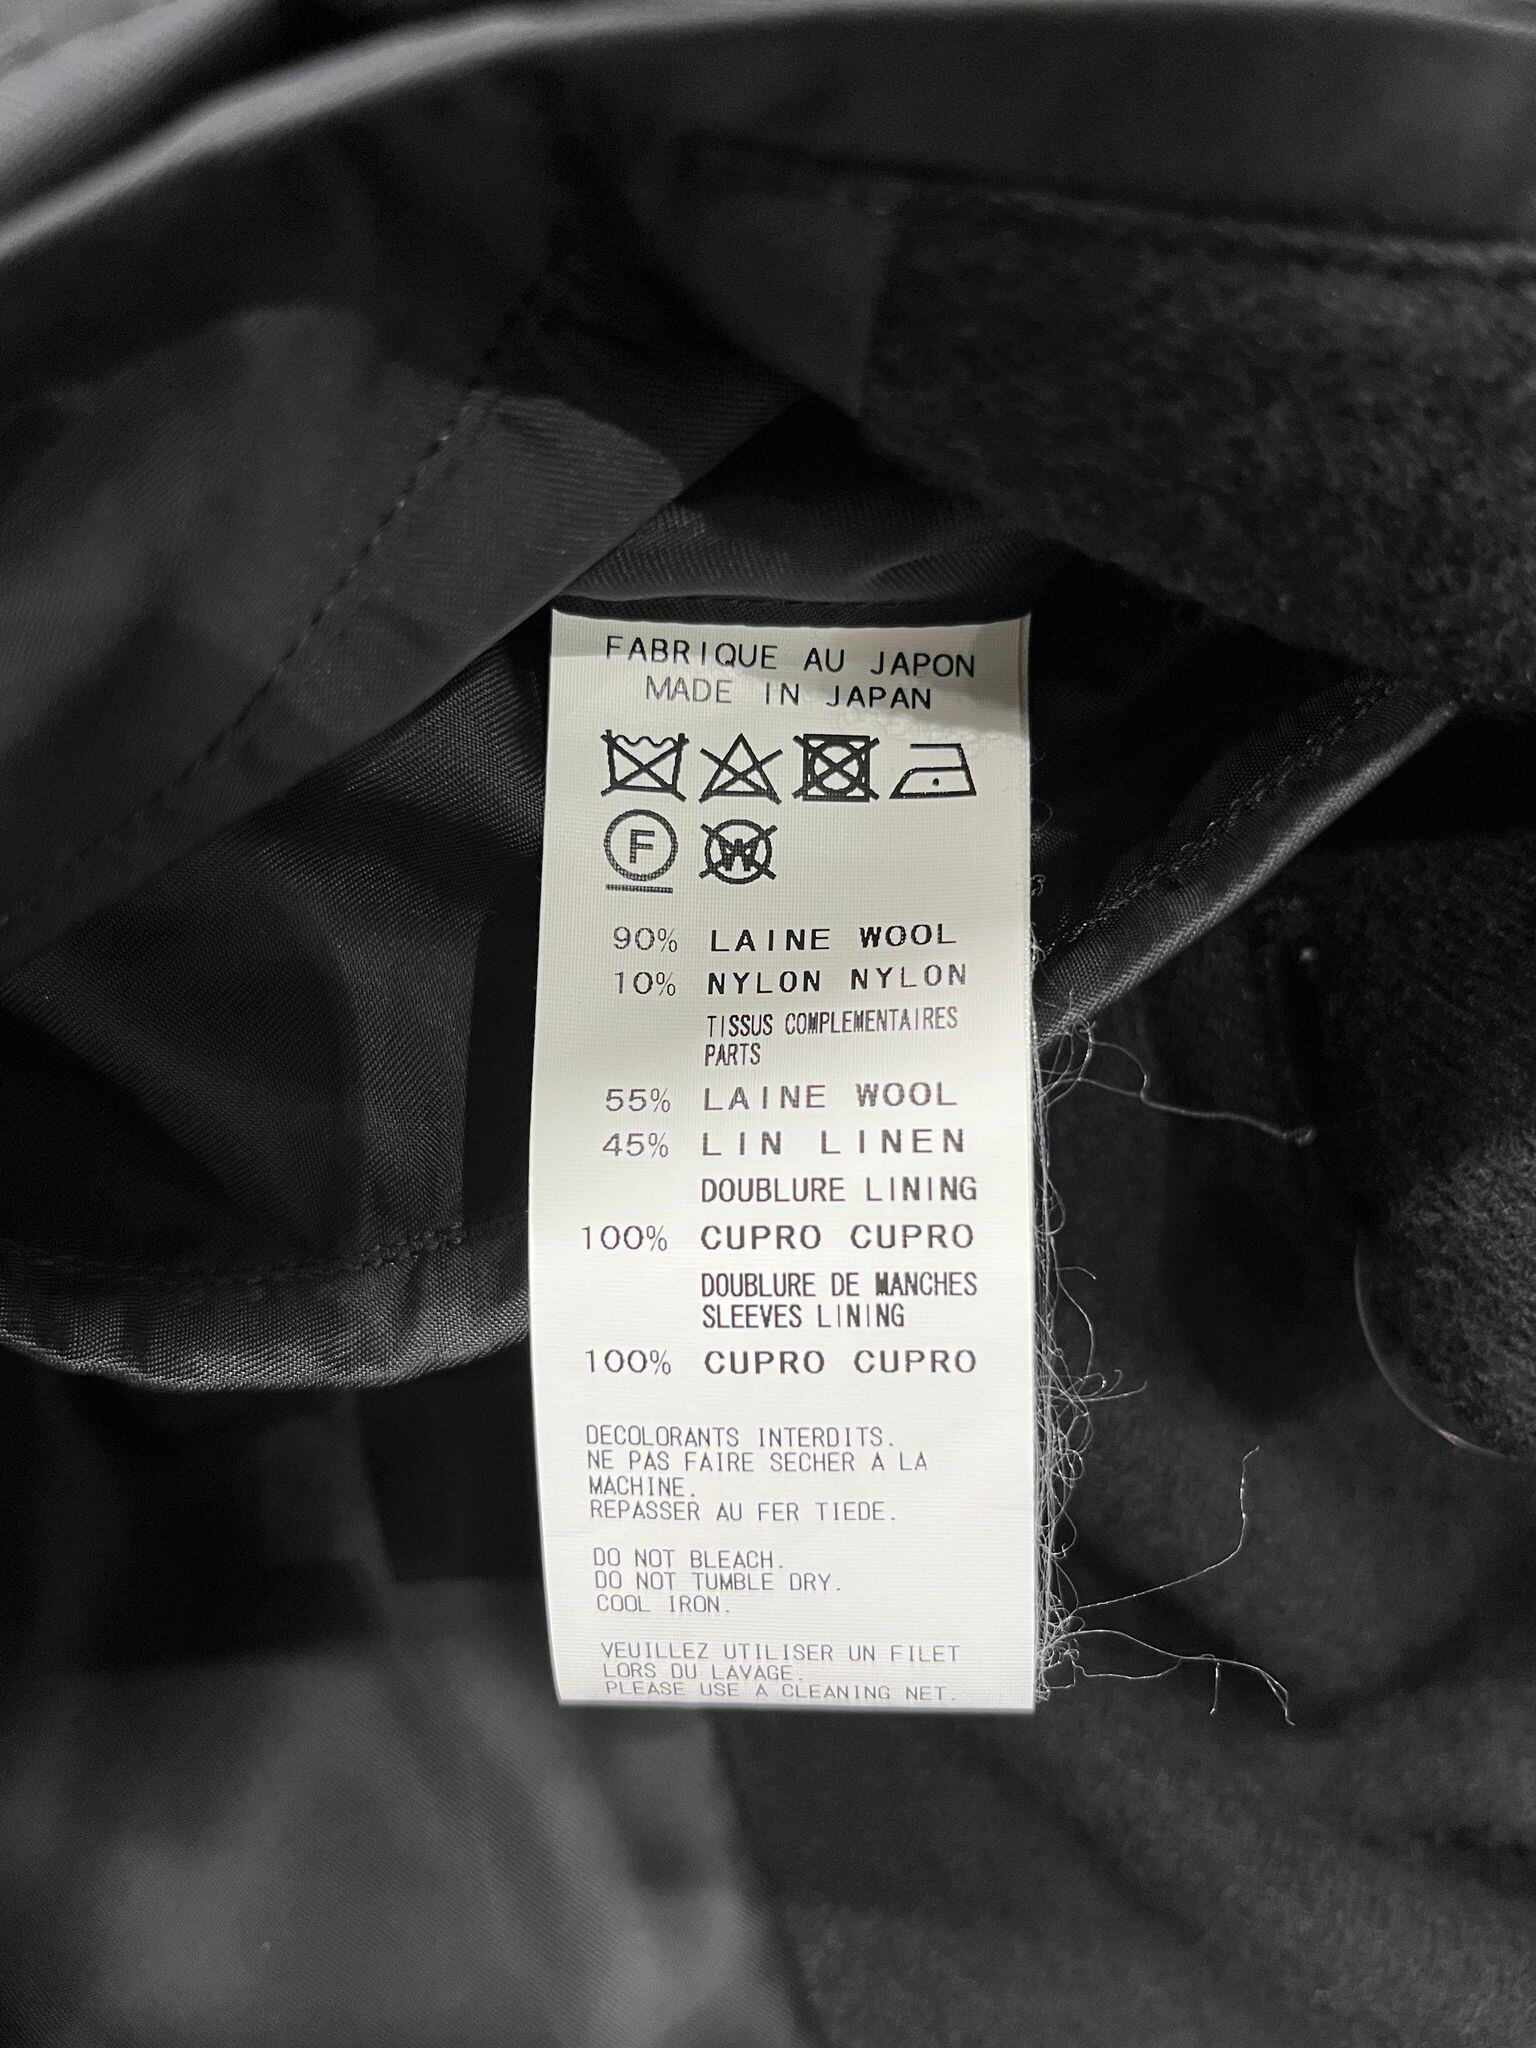 FABRIQUE AU JAPON
MADE IN JAPAN
F
W
90% LAINE WOOL
10% NYLON NYLON
TISSUS COMPLEMENTAIRES
PARTS
55% LAINE WOOL
45% LIN LINEN
DOUBLURE LINING
100% CUPRO CUPRO
DOUBLURE DE MANCHES
SLEEVES LINING
100% CUPRO CUPRO
DECOLORANTS INTERDITS.
NE PAS FAIRE SECHER A LA
MACHINE.
REPASSER AU FER TIEDE.
DO NOT BLEACH.
DO NOT TUMBLE DRY.
COOL IRON.
VEUILLEZ UTILISER UN FILET
LORS DU LAVAGE.
PLEASE USE A CLEANING NET.